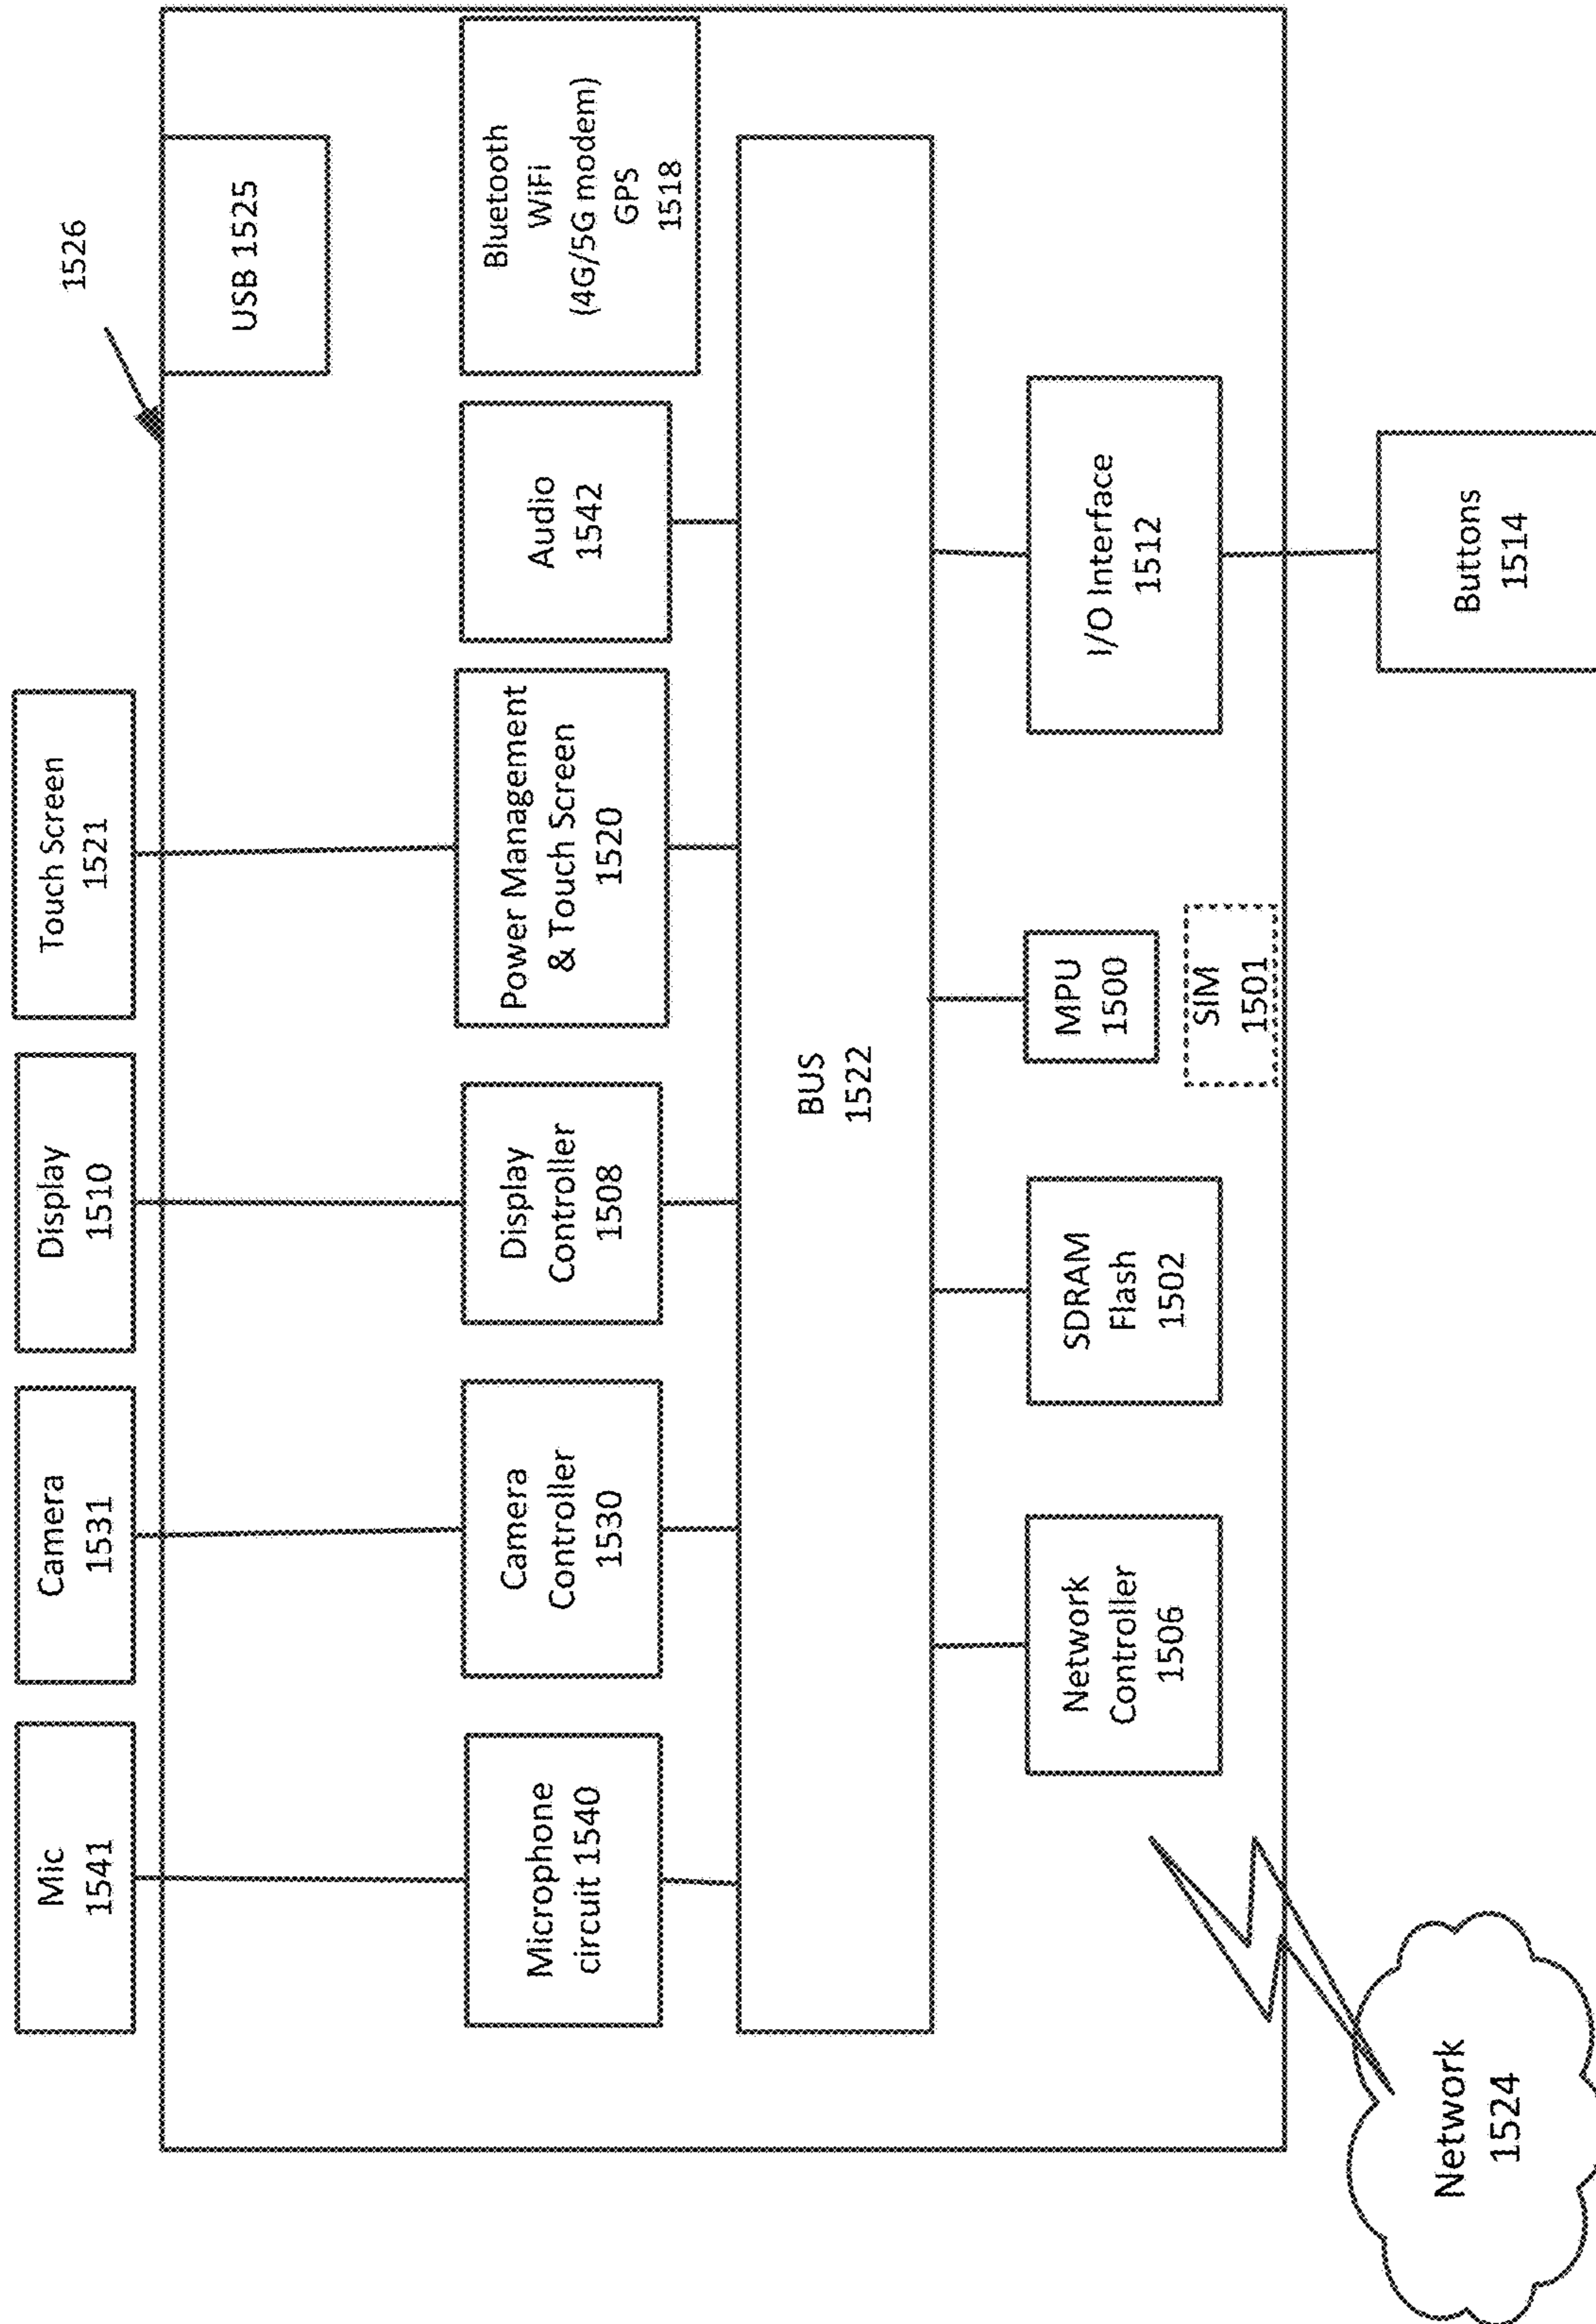 1526
Mic
1541
Camera
1531
Display
1510
Touch Screen
1521
USB 1525
Microphone
circuit 1540
Camera
Controller
1530
Display
Controller
1508
Power Management
& Touch Screen
1520
Audio
1542
Bluetooth
WiFi
(4G/5G modem)
GPS
1518
BUS
1522
Network
Controller
1506
SDRAM
Flash
1502
MPU
1500
SIM
1501
I/O Interface
1512
Network
1524
Buttons
1514